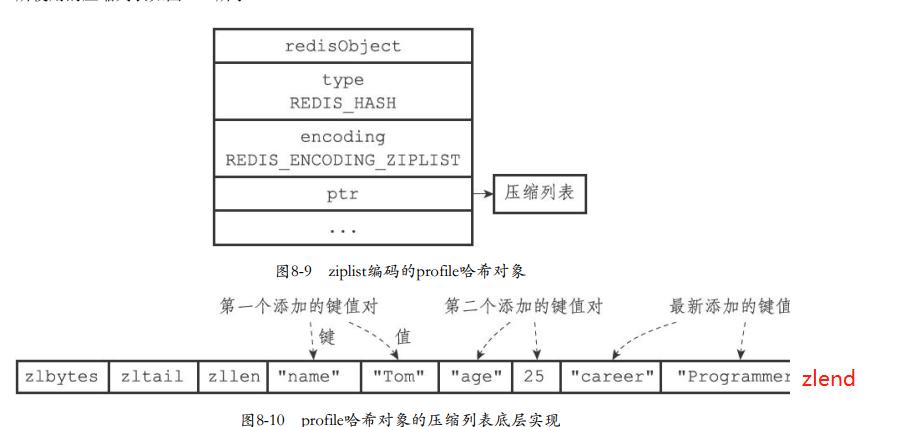 redisObject
type
REDIS_HASH
encoding
REDIS_ENCODING_ZIPLIST
ptr
压缩列表
...
图8-9 ziplist编码的profile哈希对象
第一个添加的键值对 第二个添加的键值对 最新添加的键值
键 值
zlbytes zltail zllen "name" "Tom" "age" 25 "career" "Programmer zlend
图8-10 profile哈希对象的压缩列表底层实现